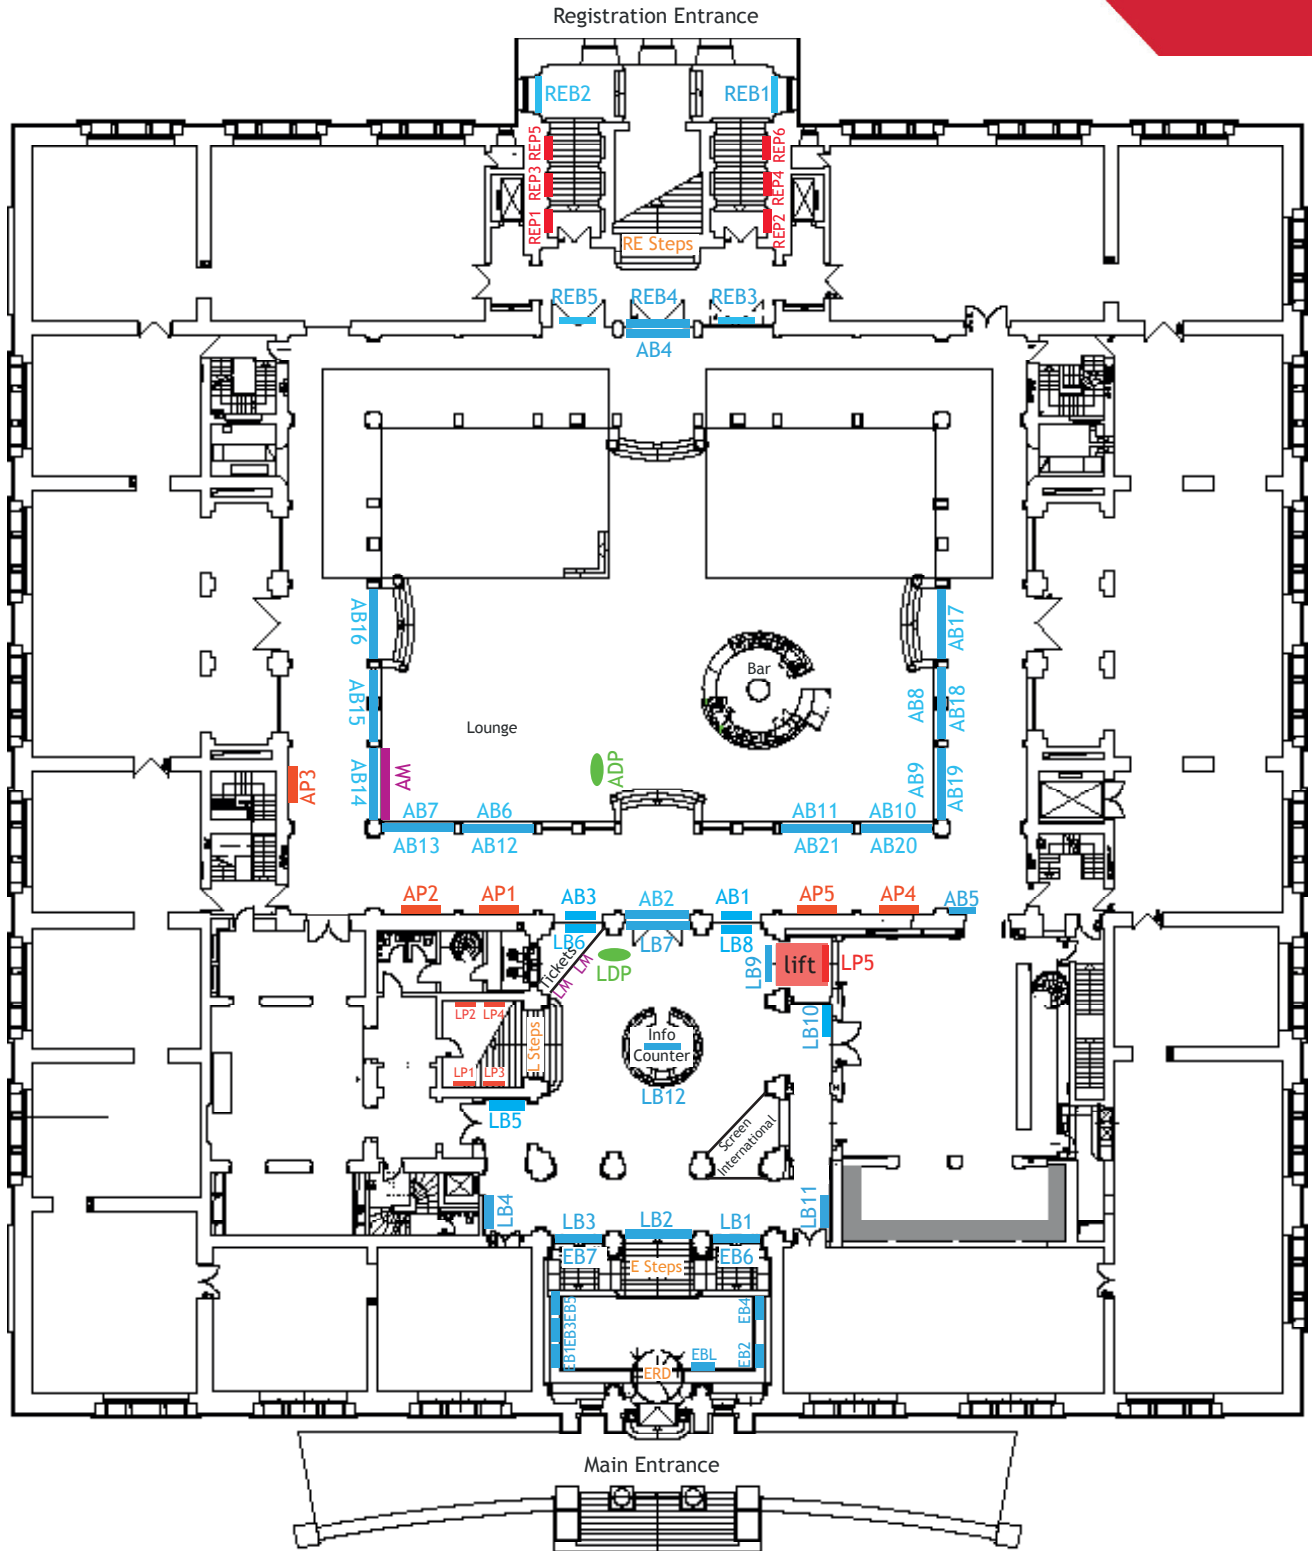 Registration Entrance
REB2
REB1
REP5
REP6
REP3
REP4
REP1
REP2
RE Steps
REB5
REB4
REB3
AB4
AB16
AB17
Bar
AB15
AB8
AB18
Lounge
AP3
AB14
AM
ADP
AB9
AB19
AB7
AB6
AB11
AB10
AB13
AB12
AB21
AB20
AP2
AP1
AB3
AB2
AB1
AP5
AP4
AB5
LB6
LB7
LB8
Tickets
LM
LM
LDP
LB9
lift
LP5
LP2
LP4
L Steps
LB10
Info
Counter
LP1
LP3
LB12
LB5
Screen
International
LB4
LB11
LB3
LB2
LB1
EB7
E Steps
EB6
EB5
EB4
EB3
EB1
EB2
EBL
ERD
Main Entrance